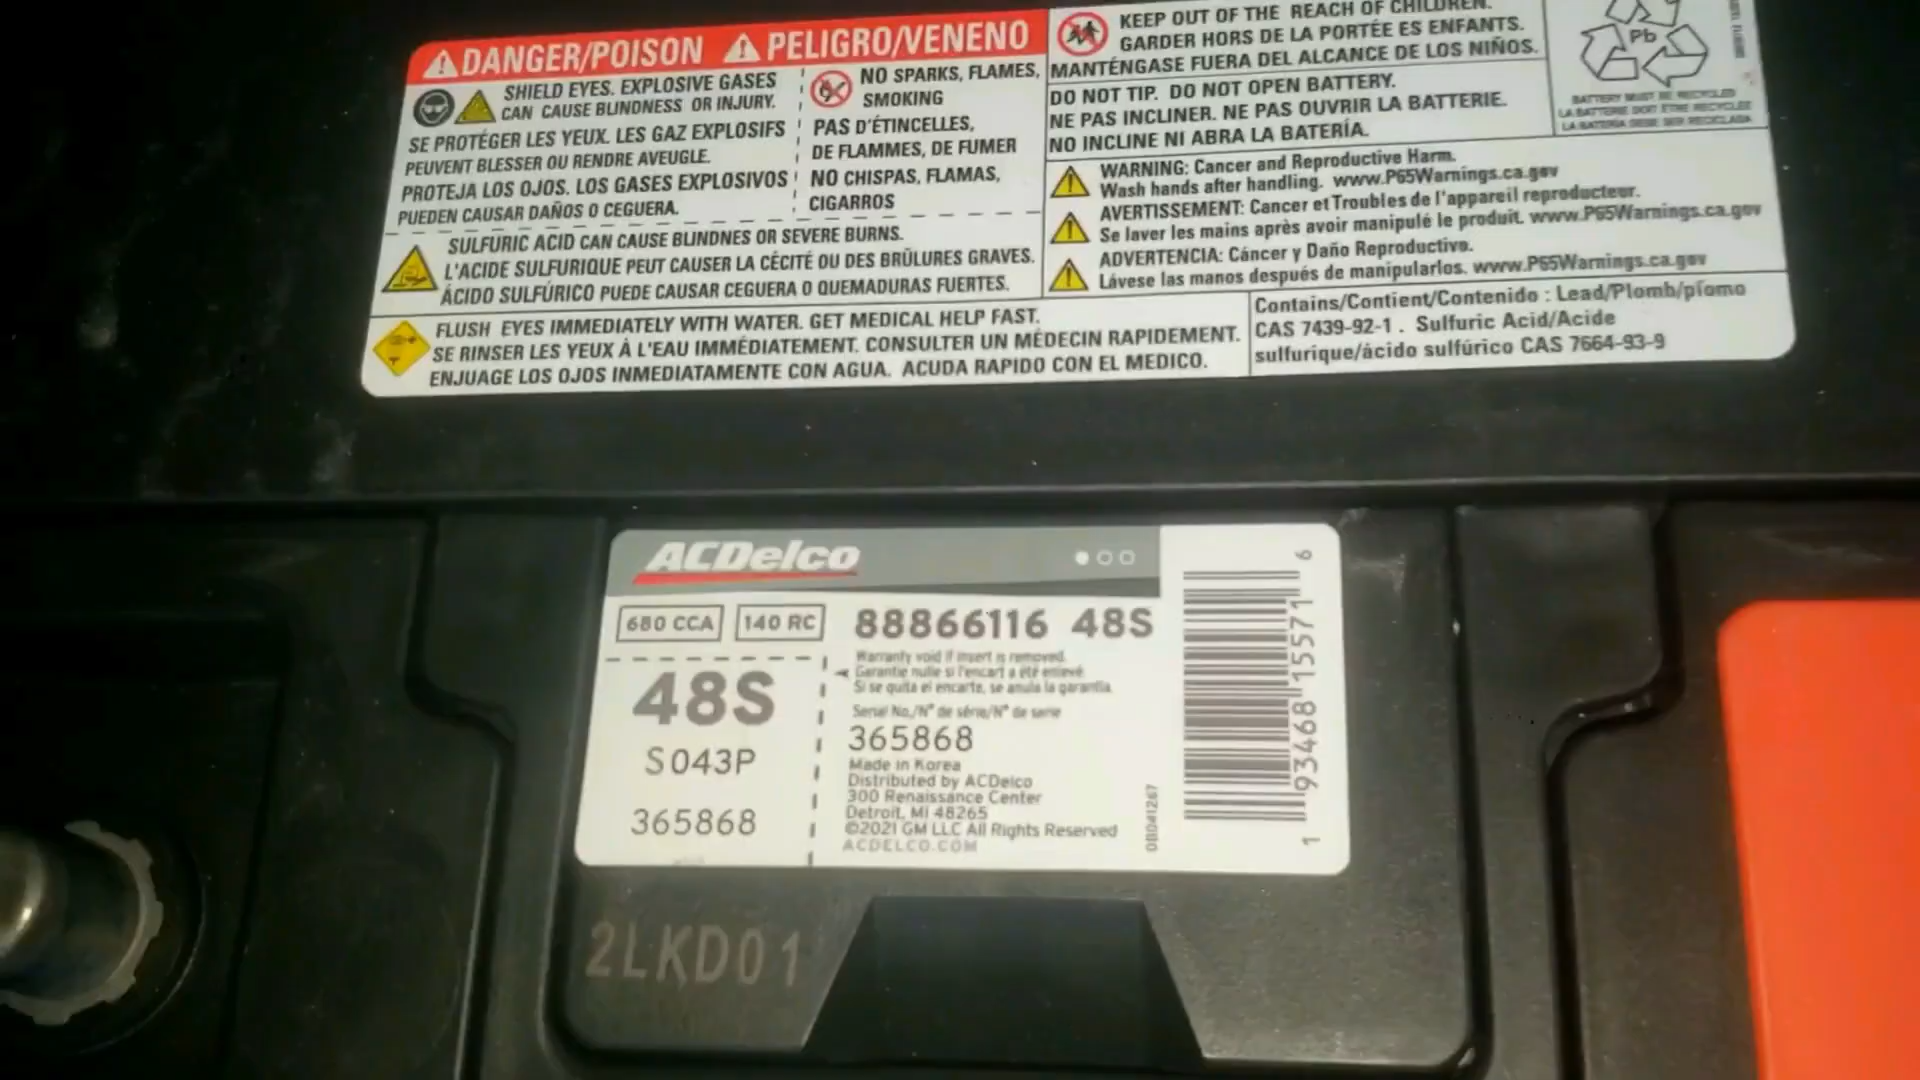 DANGER/POISON PELIGRO/VENENO
SHIELD EYES. EXPLOSIVE GASES
CAN CAUSE BLINDNESS OR INJURY.
SE PROTÉGER LES YEUX. LES GAZ EXPLOSIFS
PEUVENT BLESSER OU RENDRE AVEUGLE.
PROTEJA LOS OJOS. LOS GASES EXPLOSIVOS
PUEDEN CAUSAR DAÑOS O CEGUERA.
NO SPARKS, FLAMES,
SMOKING
PAS D'ÉTINCELLES,
DE FLAMMES, DE FUMER
NO CHISPAS, FLAMAS,
CIGARROS
SULFURIC ACID CAN CAUSE BLINDNES OR SEVERE BURNS.
L'ACIDE SULFURIQUE PEUT CAUSER LA CÉCITÉ OU DES BRÛLURES GRAVES.
ÁCIDO SULFÚRICO PUEDE CAUSAR CEGUERA O QUEMADURAS FUERTES.
FLUSH EYES IMMEDIATELY WITH WATER. GET MEDICAL HELP FAST.
SE RINSER LES YEUX À L'EAU IMMÉDIATEMENT. CONSULTER UN MÉDECIN RAPIDEMENT.
ENJUAGE LOS OJOS INMEDIATAMENTE CON AGUA. ACUDA RAPIDO CON EL MEDICO.
KEEP OUT OF THE REACH OF CHILDREN.
GARDER HORS DE LA PORTÉE ES ENFANTS.
MANTÉNGASE FUERA DEL ALCANCE DE LOS NIÑOS.
DO NOT TIP. DO NOT OPEN BATTERY.
NE PAS INCLINER. NE PAS OUVRIR LA BATTERIE.
NO INCLINE NI ABRA LA BATERÍA.
WARNING: Cancer and Reproductive Harm.
Wash hands after handling. www.P65Warnings.ca.gov
AVERTISSEMENT: Cancer et Troubles de l'appareil reproducteur.
Se laver les mains après avoir manipulé le produit. www.P65Warnings.ca.gov
ADVERTENCIA: Cáncer y Daño Reproductivo.
Lávese las manos después de manipularlos. www.P65Warnings.ca.gov
Contains/Contient/Contenido : Lead/Plomb/plomo
CAS 7439-92-1 . Sulfuric Acid/Acide
sulfurique/ácido sulfúrico CAS 7664-93-9
Pb
BATTERY MUST BE RECYCLED
LA BATTERIE DOIT ÊTRE RECYCLÉE
LA BATERÍA DEBE SER RECICLADA
ACDelco
680 CCA 140 RC
88866116 48S
Warranty void if insert is removed.
Garantie nulle si l'encart a été enlevé.
Si se quita el encarte, se anula la garantía.
Serial No./N° de série/N° de serie
365868
Made in Korea
Distributed by ACDelco
300 Renaissance Center
Detroit, MI 48265
©2021 GM LLC All Rights Reserved
ACDELCO.COM
48S
S043P
365868
1 93468 15571 6
2LKD01